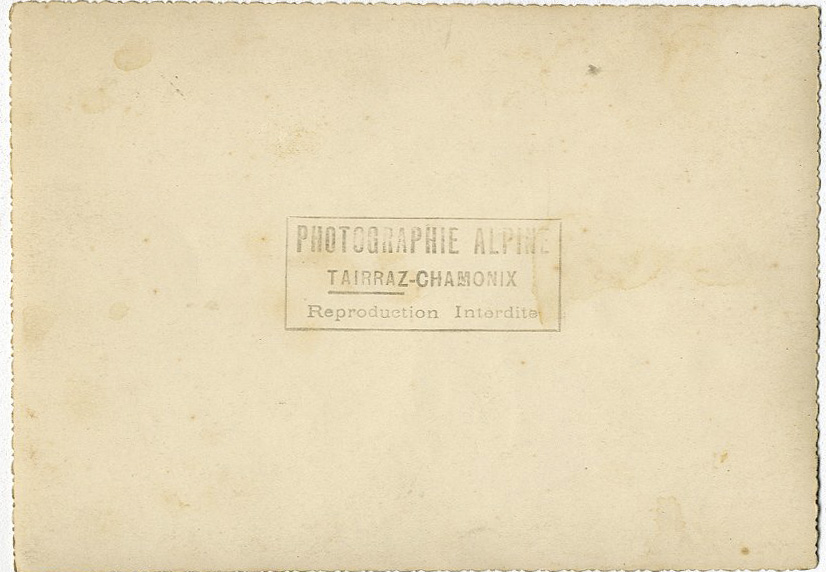 PHOTOGRAPHIE ALPINE
TAIRRAZ-CHAMONIX
Reproduction Interdite